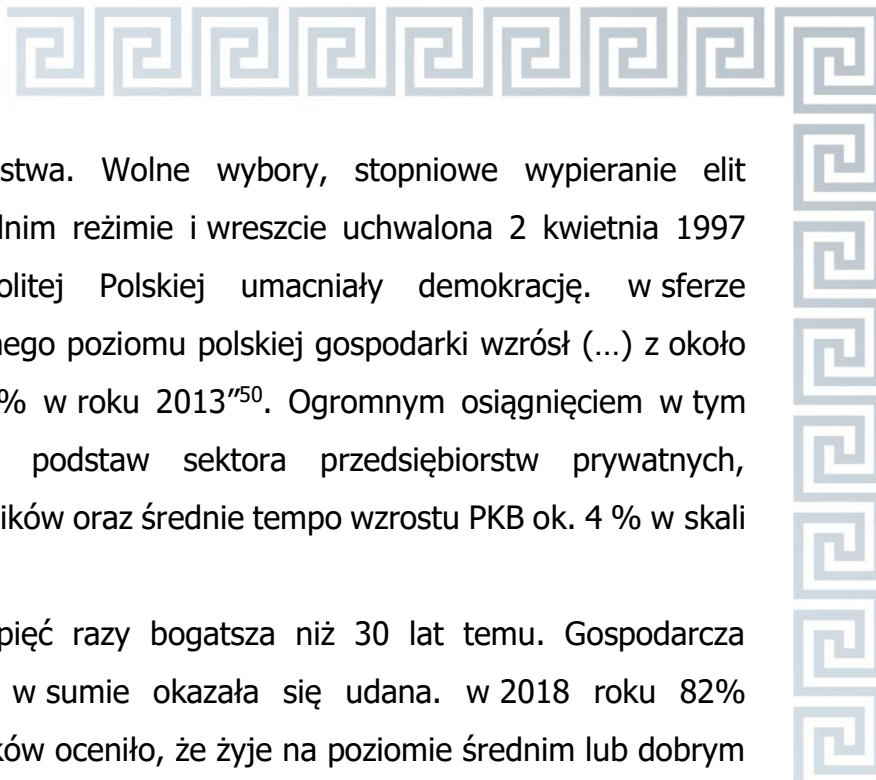 stwa. Wolne wybory, stopniowe wypieranie elit
dnim reżimie i wreszcie uchwalona 2 kwietnia 1997
olitej Polskiej umacniały demokrację. w sferze
nego poziomu polskiej gospodarki wzrósł (…) z około
% w roku 2013”50. Ogromnym osiągnięciem w tym
podstaw sektora przedsiębiorstw prywatnych,
ików oraz średnie tempo wzrostu PKB ok. 4 % w skali
pięć razy bogatsza niż 30 lat temu. Gospodarcza
w sumie okazała się udana. w 2018 roku 82%
ków oceniło, że żyje na poziomie średnim lub dobrym